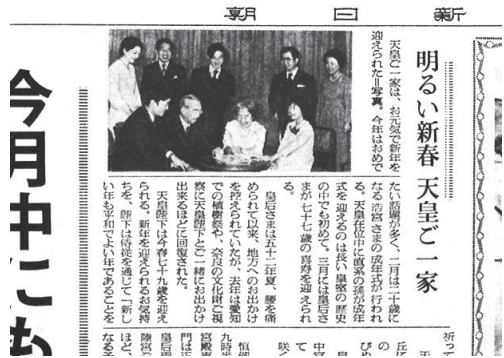 新日朝
明るい新春 天皇ご一家
天皇ご一家は、お元気で新年を
迎えられた＝写真。今年はおめで
たい話題が多く、二月は二十歳に
なる浩宮さまの成年式が行われ
る。天皇在位中に直系の孫が成年
式を迎えるのは長い皇室の歴史
の中でも初めて。三月には皇后さ
まが七十七歳の喜寿を迎えられ
る。
皇后さまは五十二年夏、腰を痛
められて以来、地方へのお出かけ
を控えられていたが、去年は愛知
での植樹祭や、奈良の文化財ご視
察に天皇陛下とご一緒にお出かけ
出来るほどに回復された。
天皇陛下は今春七十九歳を迎え
られる。新年を迎えられるお気持
ちを、陛下は侍従を通じて「新し
い年も平和でよい年であることを
今月中にも
祈って